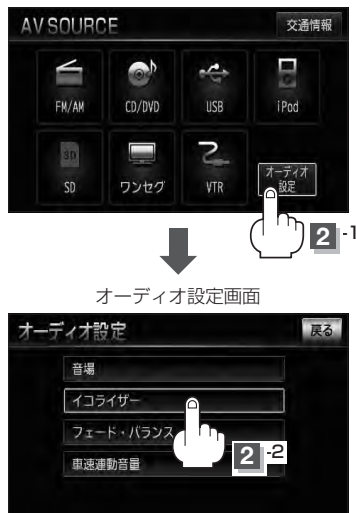 AV SOURCE
交通情報
FM/AM
CD/DVD
USB
iPod
SD
SD
ワンセグ
VTR
オーディオ
設定
2-1
オーディオ設定画面
オーディオ設定
戻る
音場
イコライザー
フェード・バランス
車速連動音量
2-2